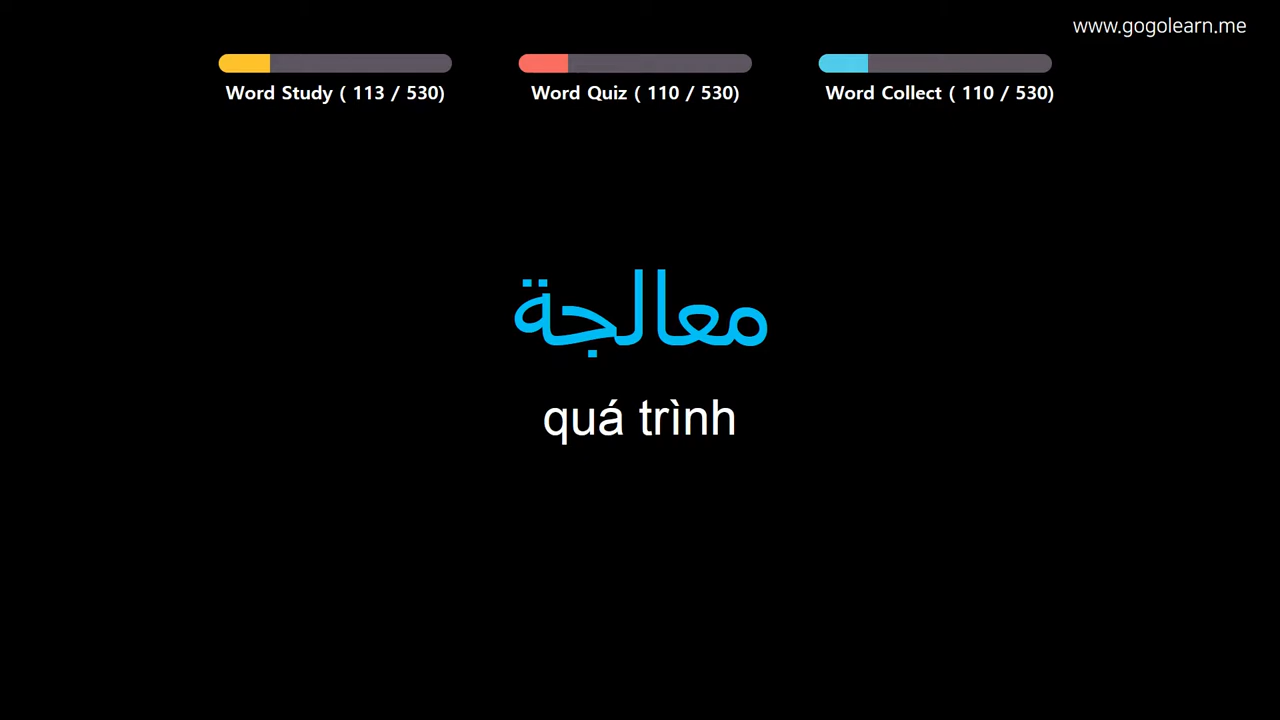 www.gogolearn.me
Word Study ( 113 / 530)
Word Quiz ( 110 / 530)
Word Collect ( 110 / 530)
معالجة
quá trình